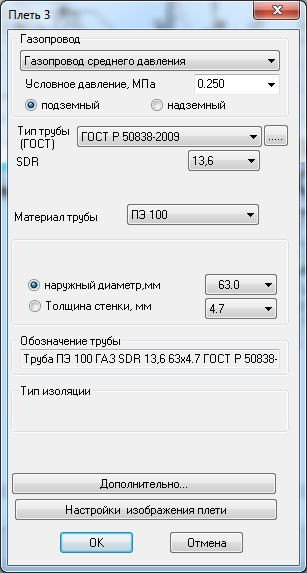 Плеть 3
Газопровод
Газопровод среднего давления
Условное давление, МПа 0.250
подземный надземный
Тип трубы ГОСТ Р 50838-2009 .....
(ГОСТ)
SDR 13,6
Материал трубы ПЭ 100
наружный диаметр,мм 63.0
Толщина стенки, мм 4.7
Обозначение трубы
Труба ПЭ 100 ГАЗ SDR 13,6 63х4.7 ГОСТ Р 50838-
Тип изоляции
Дополнительно...
Настройки изображения плети
OK Отмена